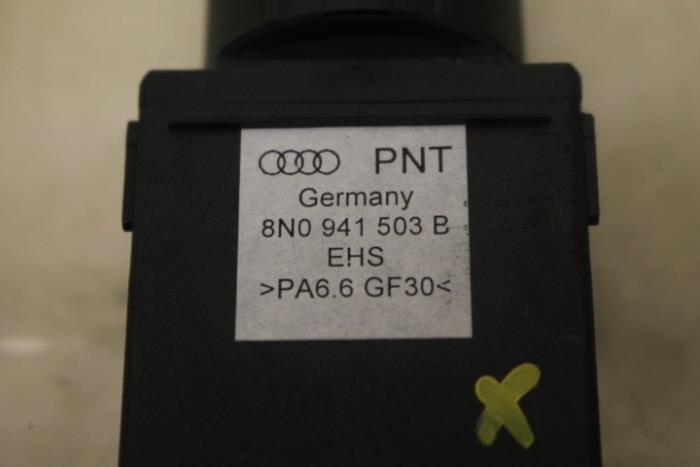 PNT
Germany
8N0 941 503 B
EHS
>PA6.6 GF30<